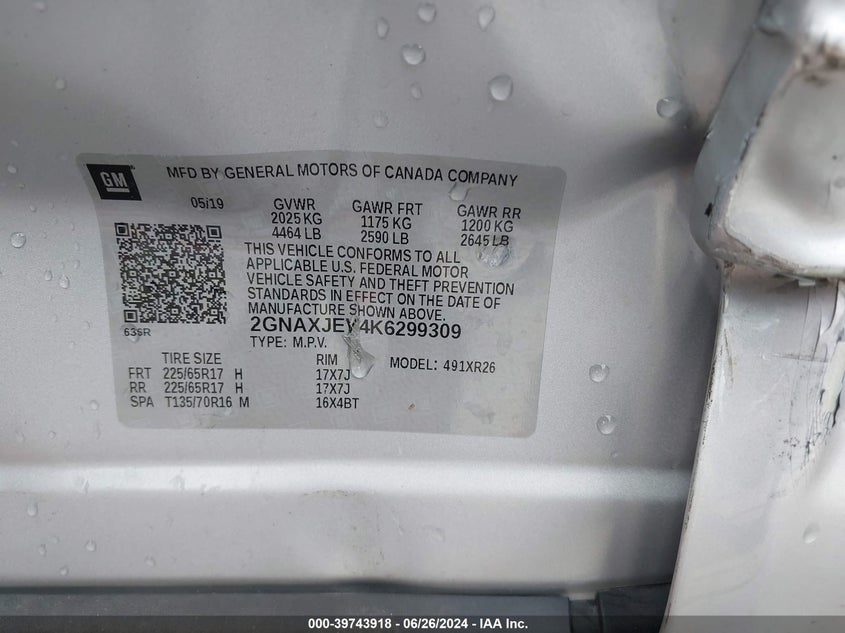 GM
MFD BY GENERAL MOTORS OF CANADA COMPANY
05/19 GVWR GAWR FRT GAWR RR
2025 KG 1175 KG 1200 KG
4464 LB 2590 LB 2645 LB
THIS VEHICLE CONFORMS TO ALL
APPLICABLE U.S. FEDERAL MOTOR
VEHICLE SAFETY AND THEFT PREVENTION
STANDARDS IN EFFECT ON THE DATE OF
MANUFACTURE SHOWN ABOVE.
TYPE: M.P.V. MODEL: 491XR26
TIRE SIZE RIM
FRT 225/65R17 H 17X7J
RR 225/65R17 H 17X7J
SPA T135/70R16 M 16X4BT
000-39743918 / 06/26/2024 - IAA Inc.